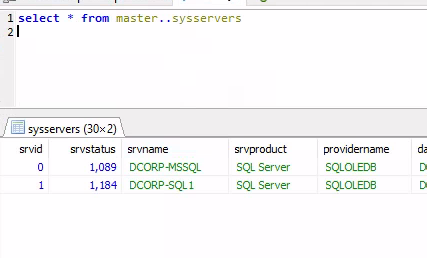 1 select * from master..sysservers
2
sysservers (30×2)
srvid srvstatus srvname srvproduct providername da
0 1,089 DCORP-MSSQL SQL Server SQLOLEDB D
1 1,184 DCORP-SQL1 SQL Server SQLOLEDB D